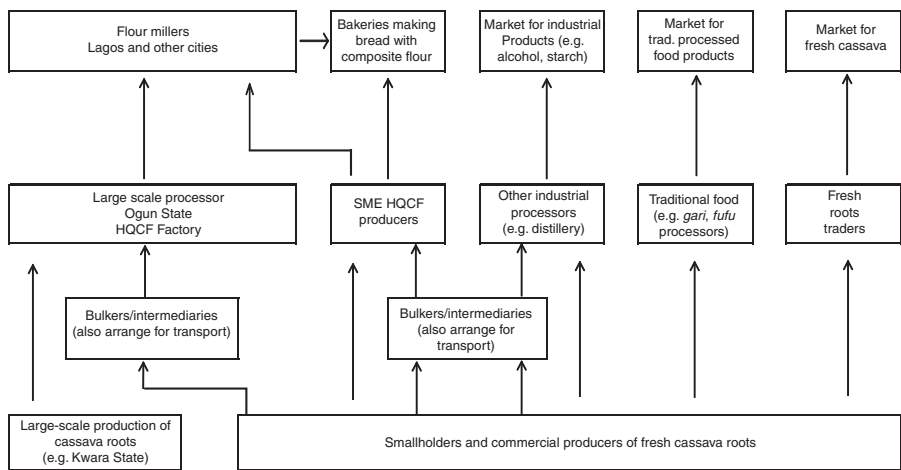 Flour millers
Lagos and other cities
Bakeries making
bread with
composite flour
Market for industrial
Products (e.g.
alcohol, starch)
Market for
trad. processed
food products
Market for
fresh cassava
Large scale processor
Ogun State
HQCF Factory
SME HQCF
producers
Other industrial
processors
(e.g. distillery)
Traditional food
(e.g. gari, fufu
processors)
Fresh
roots
traders
Bulkers/intermediaries
(also arrange for transport)
Bulkers/intermediaries
(also arrange for
transport)
Large-scale production of
cassava roots
(e.g. Kwara State)
Smallholders and commercial producers of fresh cassava roots